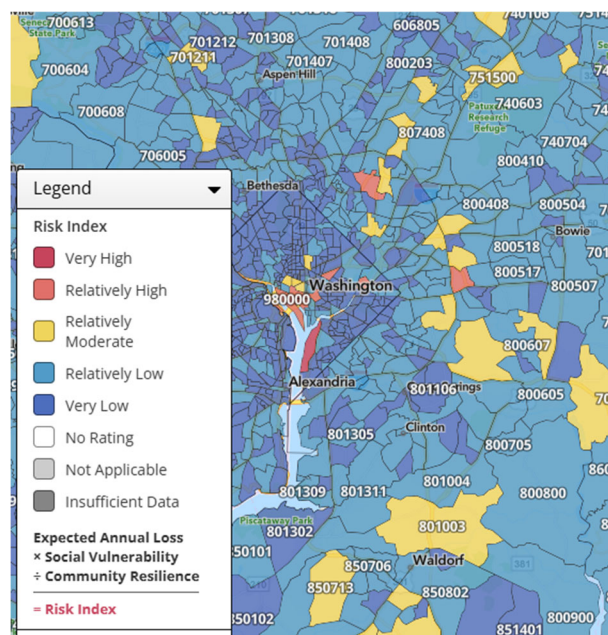 700613
State Park
701212
701308
701408
606805
740106
701211
701407
800203
700604
Aspen Hill
751500
740603
700608
Research
Refuge
807408
706005
740704
800410
Legend
Bethesda
800408
800504
Risk Index
Bowie
800518
Very High
800517
Relatively High
Washington
800507
980000
Relatively
Moderate
800607
Relatively Low
Alexandria
801106
800605
Very Low
Clinton
801305
800705
No Rating
Not Applicable
801004
801309
801311
800800
Insufficient Data
Piscataway Park
801003
801302
Expected Annual Loss
× Social Vulnerability
÷ Community Resilience
850101
Waldorf
850706
381
850713
850802
= Risk Index
850102
800900
851401